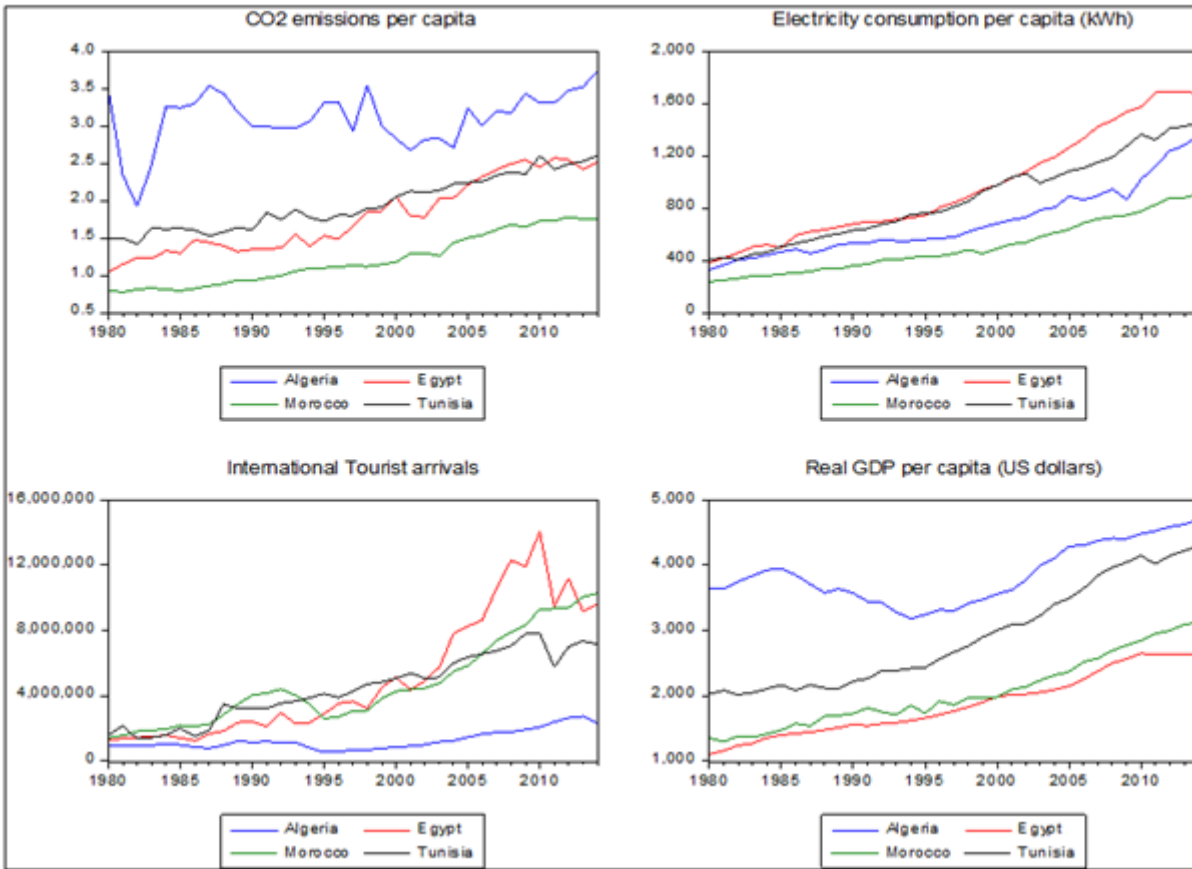 CO2 emissions per capita
4.0
3.5
3.0
2.5
2.0
1.5
1.0
0.5
1980 1985 1990 1995 2000 2005 2010
Algeria Egypt
Morocco Tunisia
Electricity consumption per capita (kWh)
2.000
1,600
1,200
800
400
0
1980 1985 1990 1995 2000 2005 2010
Algeria Egypt
Morocco Tunisia
International Tourist arrivals
16,000,000
12,000,000
8,000,000
4,000,000
0
1980 1985 1990 1995 2000 2005 2010
Algeria Egypt
Morocco Tunisia
Real GDP per capita (US dollars)
5,000
4,000
3,000
2,000
1,000
1980 1985 1990 1995 2000 2005 2010
Algeria Egypt
Morocco Tunisia